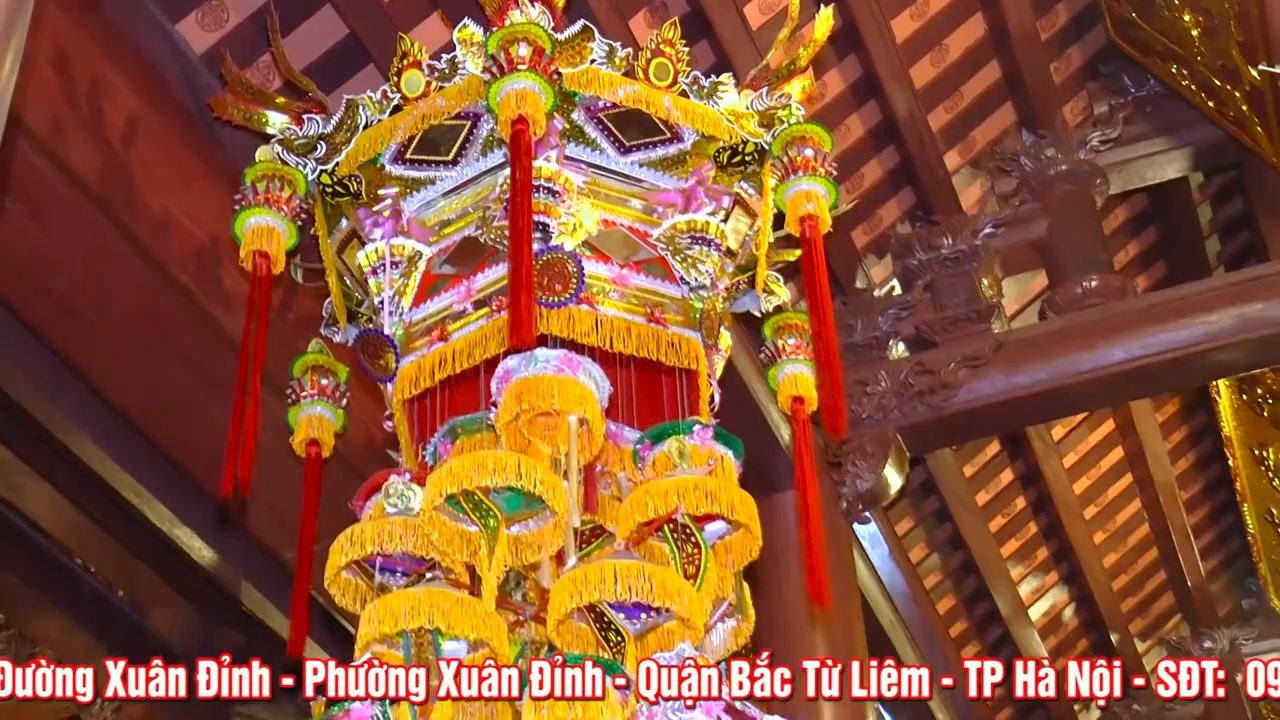 Đường Xuân Đỉnh - Phường Xuân Đỉnh - Quận Bắc Từ Liêm - TP Hà Nội - SĐT: 09